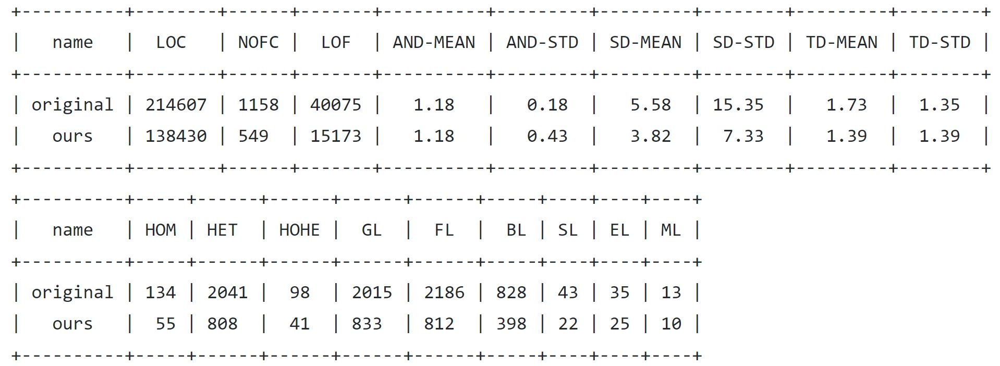 +----------+--------+------+-------+----------+---------+---------+--------+---------+--------+
|   name   |  LOC   | NOFC |  LOF  | AND-MEAN | AND-STD | SD-MEAN | SD-STD | TD-MEAN | TD-STD |
+----------+--------+------+-------+----------+---------+---------+--------+---------+--------+
| original | 214607 | 1158 | 40075 |   1.18   |   0.18  |   5.58  | 15.35  |   1.73  |  1.35  |
|   ours   | 138430 | 549  | 15173 |   1.18   |   0.43  |   3.82  |  7.33  |   1.39  |  1.39  |
+----------+--------+------+-------+----------+---------+---------+--------+---------+--------+
+----------+-----+------+------+------+------+-----+----+----+----+
|   name   | HOM | HET  | HOHE |  GL  |  FL  |  BL | SL | EL | ML |
+----------+-----+------+------+------+------+-----+----+----+----+
| original | 134 | 2041 |  98  | 2015 | 2186 | 828 | 43 | 35 | 13 |
|   ours   |  55 | 808  |  41  | 833  | 812  | 398 | 22 | 25 | 10 |
+----------+-----+------+------+------+------+-----+----+----+----+